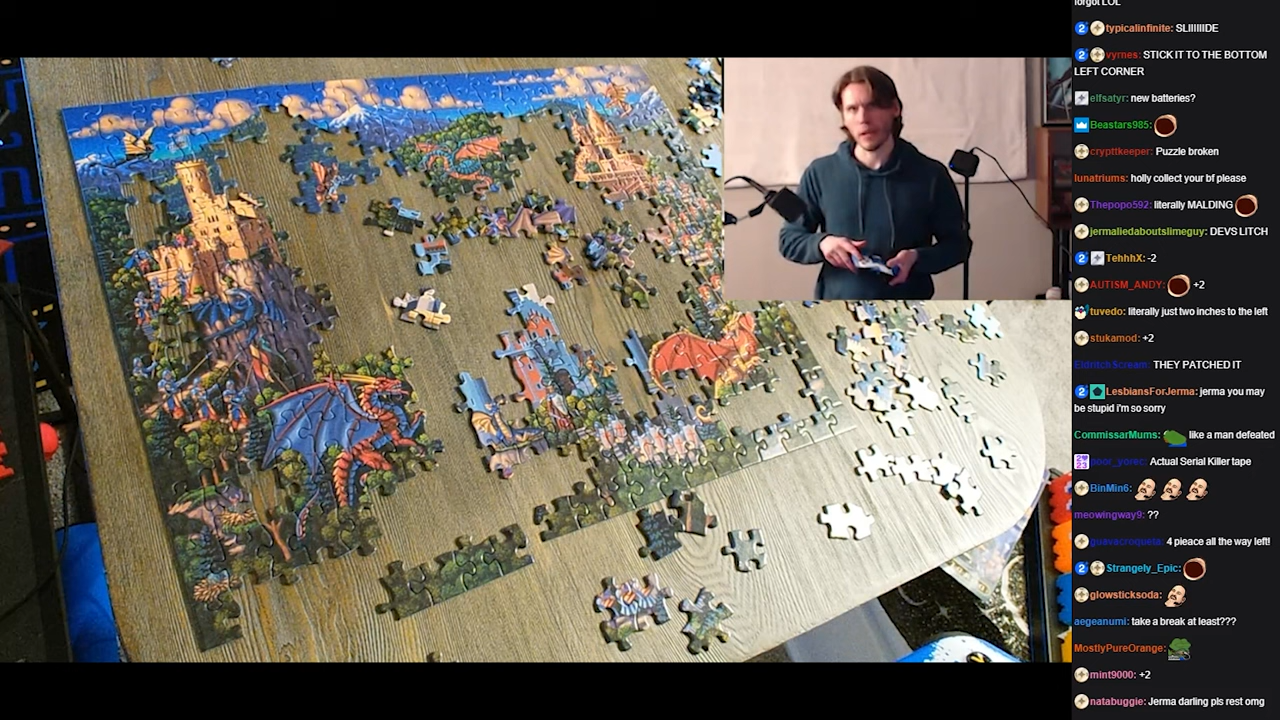 forgot LOL
typicalinfinite: SLIIIIIIDE
vyrnes: STICK IT TO THE BOTTOM
LEFT CORNER
elfsatyr: new batteries?
Beastars985:
crypttkeeper: Puzzle broken
lunatriums: holly collect your bf please
Thepopo592: literally MALDING
jermaliedaboutslimeguy: DEVS LITCH
TehhhX: -2
AUTISM_ANDY: +2
tuvedo: literally just two inches to the left
stukamod: +2
EldritchScream: THEY PATCHED IT
LesbiansForJerma: jerma you may
be stupid i'm so sorry
CommissarMums: like a man defeated
poor_yorec: Actual Serial Killer tape
BinMin6:
meowingway9: ??
guavacroqueta: 4 pieace all the way left!
Strangely_Epic:
glowsticksoda:
aegeanumi: take a break at least???
MostlyPureOrange:
mint9000: +2
natabuggie: Jerma darling pls rest omg